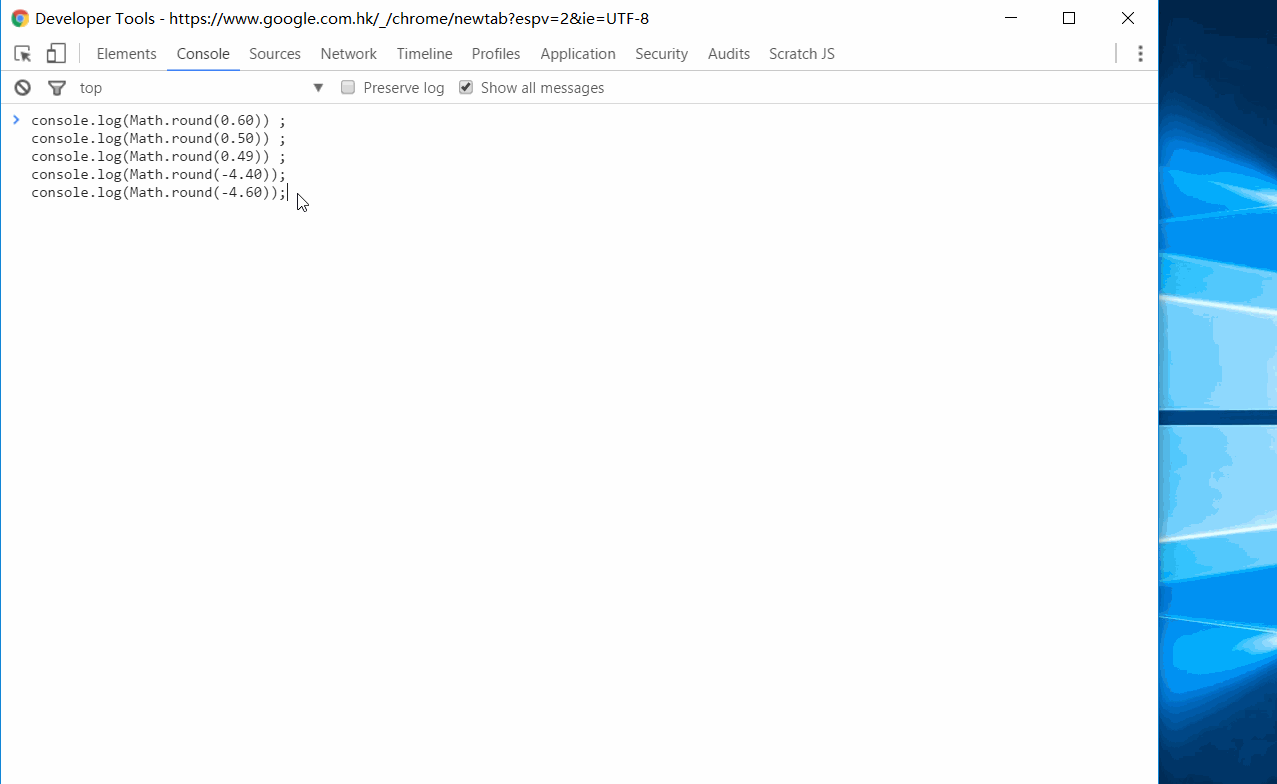 Developer Tools - https://www.google.com.hk/_/chrome/newtab?espv=2&ie=UTF-8
Elements Console Sources Network Timeline Profiles Application Security Audits Scratch JS
top ▼ Preserve log Show all messages
> console.log(Math.round(0.60)) ;
console.log(Math.round(0.50)) ;
console.log(Math.round(0.49)) ;
console.log(Math.round(-4.40));
console.log(Math.round(-4.60));